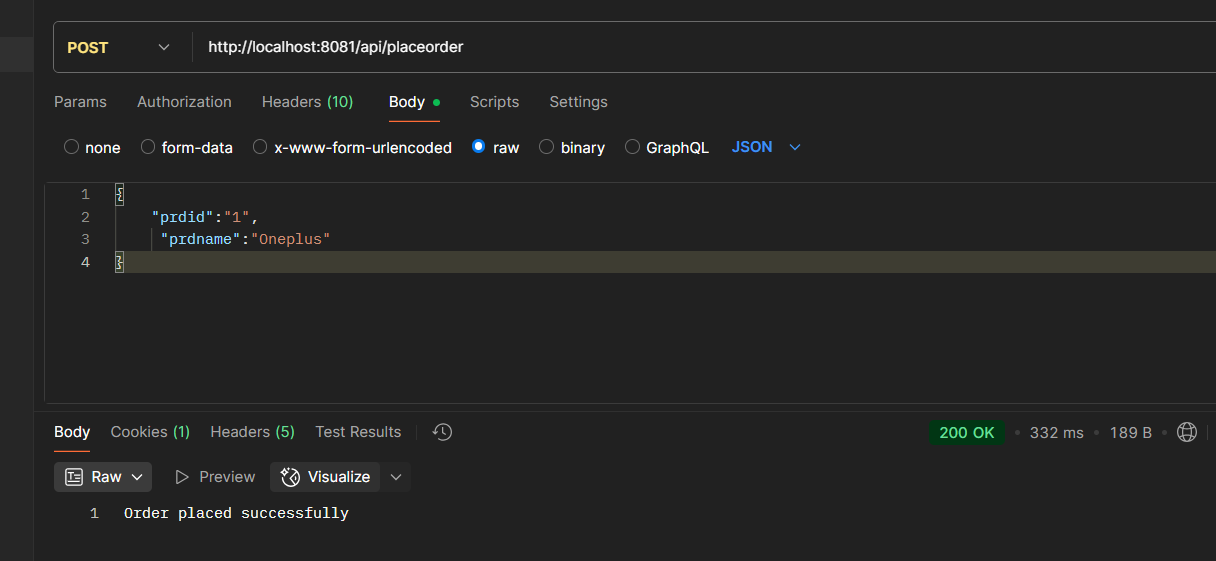 POST http://localhost:8081/api/placeorder
Params Authorization Headers (10) Body Scripts Settings
none form-data x-www-form-urlencoded raw binary GraphQL JSON
1 {
2 "prdid":"1",
3 "prdname":"Oneplus"
4 }
Body Cookies (1) Headers (5) Test Results 200 OK 332 ms 189 B
Raw Preview Visualize
1 Order placed successfully